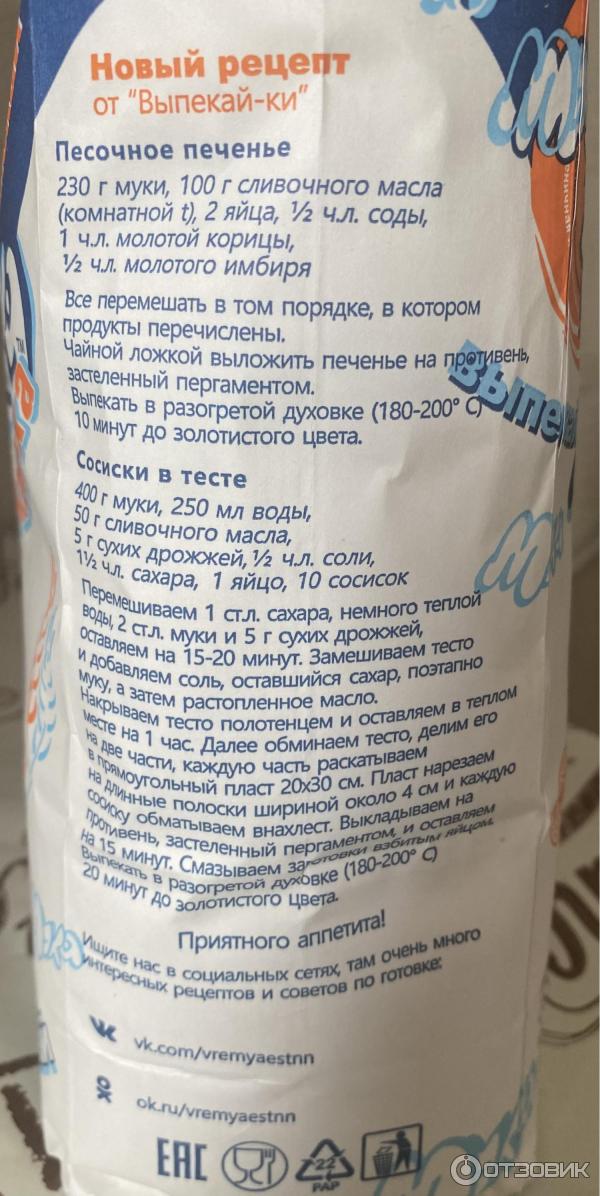 Новый рецепт
от "Выпекай-ки"
Песочное печенье
230 г муки, 100 г сливочного масла
(комнатной t), 2 яйца, ½ ч.л. соды,
1 ч.л. молотой корицы,
½ ч.л. молотого имбиря
Все перемешать в том порядке, в котором
продукты перечислены.
Чайной ложкой выложить печенье на противень,
застеленный пергаментом.
Выпекать в разогретой духовке (180-200° С)
10 минут до золотистого цвета.
Сосиски в тесте
400 г муки, 250 мл воды,
50 г сливочного масла,
5 г сухих дрожжей, ½ ч.л. соли,
1½ ч.л. сахара, 1 яйцо, 10 сосисок
Перемешиваем 1 ст.л. сахара, немного теплой
воды, 2 ст.л. муки и 5 г сухих дрожжей,
оставляем на 15-20 минут. Замешиваем тесто
и добавляем соль, оставшийся сахар, поэтапно
муку, а затем растопленное масло.
Накрываем тесто полотенцем и оставляем в теплом
месте на 1 час. Далее обминаем тесто, делим его
на две части, каждую часть раскатываем
в прямоугольный пласт 20х30 см. Пласт нарезаем
на длинные полоски шириной около 4 см и каждую
сосиску обматываем внахлест. Выкладываем на
противень, застеленный пергаментом, и оставляем
на 15 минут. Смазываем заготовки взбитым яйцом.
Выпекать в разогретой духовке (180-200° С)
20 минут до золотистого цвета.
Приятного аппетита!
Ищите нас в социальных сетях, там очень много
интересных рецептов и советов по готовке:
vk.com/vremyaestnn
ok.ru/vremyaestnn
EAC
22
PAP
ОТЗОВИК